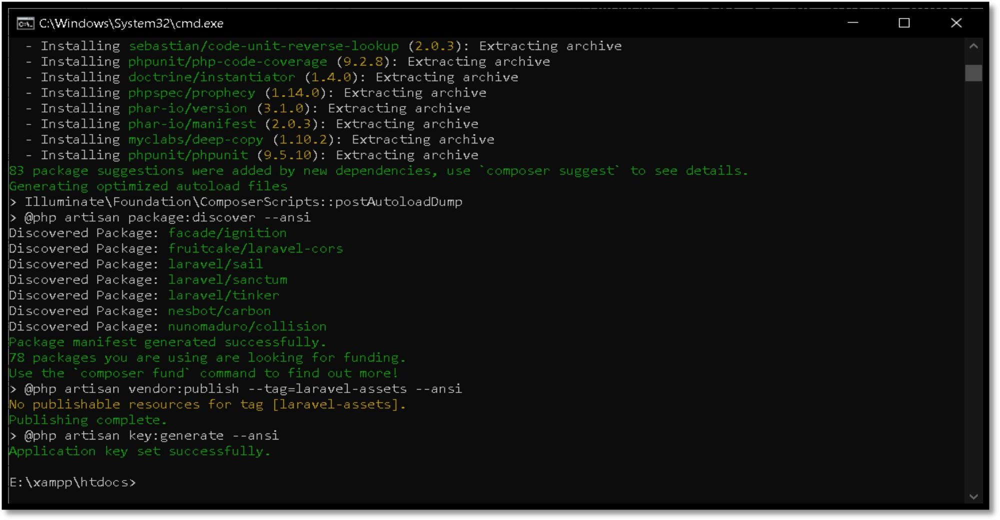 C:\Windows\System32\cmd.exe
- Installing sebastian/code-unit-reverse-lookup (2.0.3): Extracting archive
- Installing phpunit/php-code-coverage (9.2.8): Extracting archive
- Installing doctrine/instantiator (1.4.0): Extracting archive
- Installing phpspec/prophecy (1.14.0): Extracting archive
- Installing phar-io/version (3.1.0): Extracting archive
- Installing phar-io/manifest (2.0.3): Extracting archive
- Installing myclabs/deep-copy (1.10.2): Extracting archive
- Installing phpunit/phpunit (9.5.10): Extracting archive
83 package suggestions were added by new dependencies, use `composer suggest` to see details.
Generating optimized autoload files
> Illuminate\Foundation\ComposerScripts::postAutoloadDump
> @php artisan package:discover --ansi
Discovered Package: facade/ignition
Discovered Package: fruitcake/laravel-cors
Discovered Package: laravel/sail
Discovered Package: laravel/sanctum
Discovered Package: laravel/tinker
Discovered Package: nesbot/carbon
Discovered Package: nunomaduro/collision
Package manifest generated successfully.
78 packages you are using are looking for funding.
Use the `composer fund` command to find out more!
> @php artisan vendor:publish --tag=laravel-assets --ansi
No publishable resources for tag [laravel-assets].
Publishing complete.
> @php artisan key:generate --ansi
Application key set successfully.
E:\xampp\htdocs>